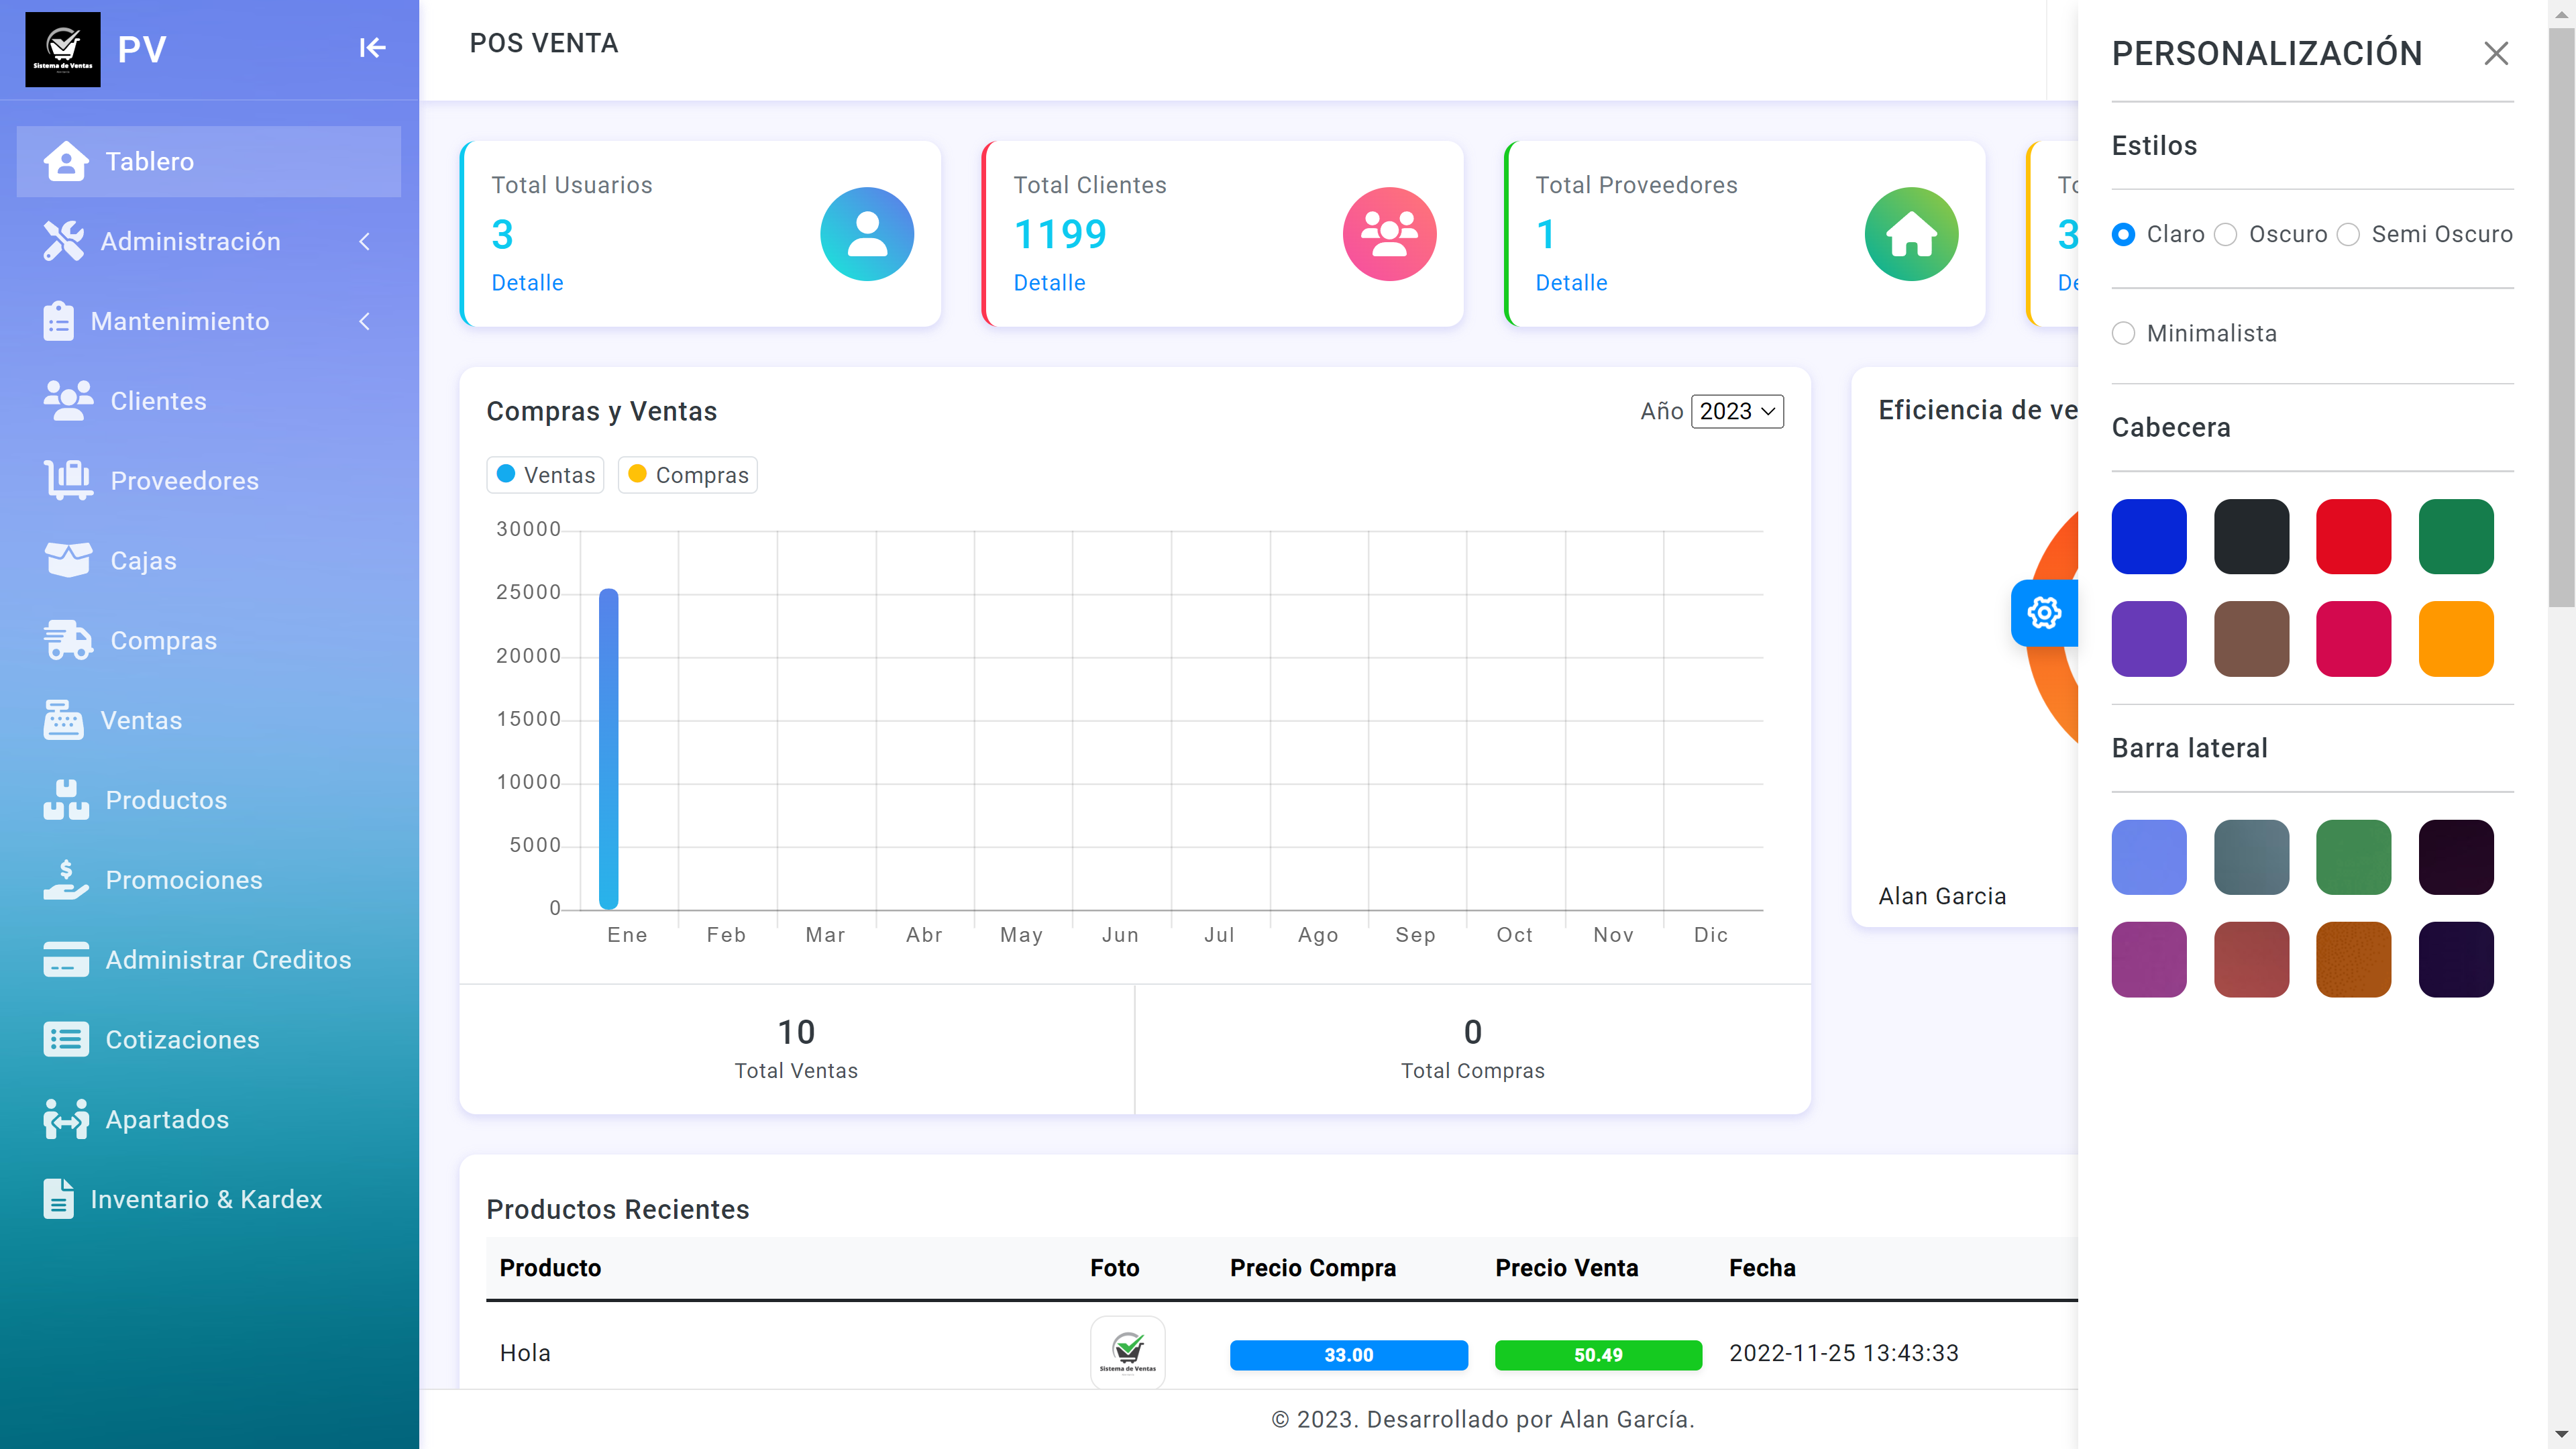 Sistema de Ventas
PV
Tablero
Administración
Mantenimiento
Clientes
Proveedores
Cajas
Compras
Ventas
Productos
Promociones
Administrar Creditos
Cotizaciones
Apartados
Inventario & Kardex
POS VENTA
Total Usuarios
3
Detalle
Total Clientes
1199
Detalle
Total Proveedores
1
Detalle
3
Compras y Ventas
Año 2023
Ventas Compras
30000
25000
20000
15000
10000
5000
0
Ene Feb Mar Abr May Jun Jul Ago Sep Oct Nov Dic
10
Total Ventas
0
Total Compras
Eficiencia de ve
Alan Garcia
Productos Recientes
Producto Foto Precio Compra Precio Venta Fecha
Hola Sistema de Ventas 33.00 50.49 2022-11-25 13:43:33
© 2023. Desarrollado por Alan García.
PERSONALIZACIÓN
Estilos
Claro Oscuro Semi Oscuro
Minimalista
Cabecera
Barra lateral